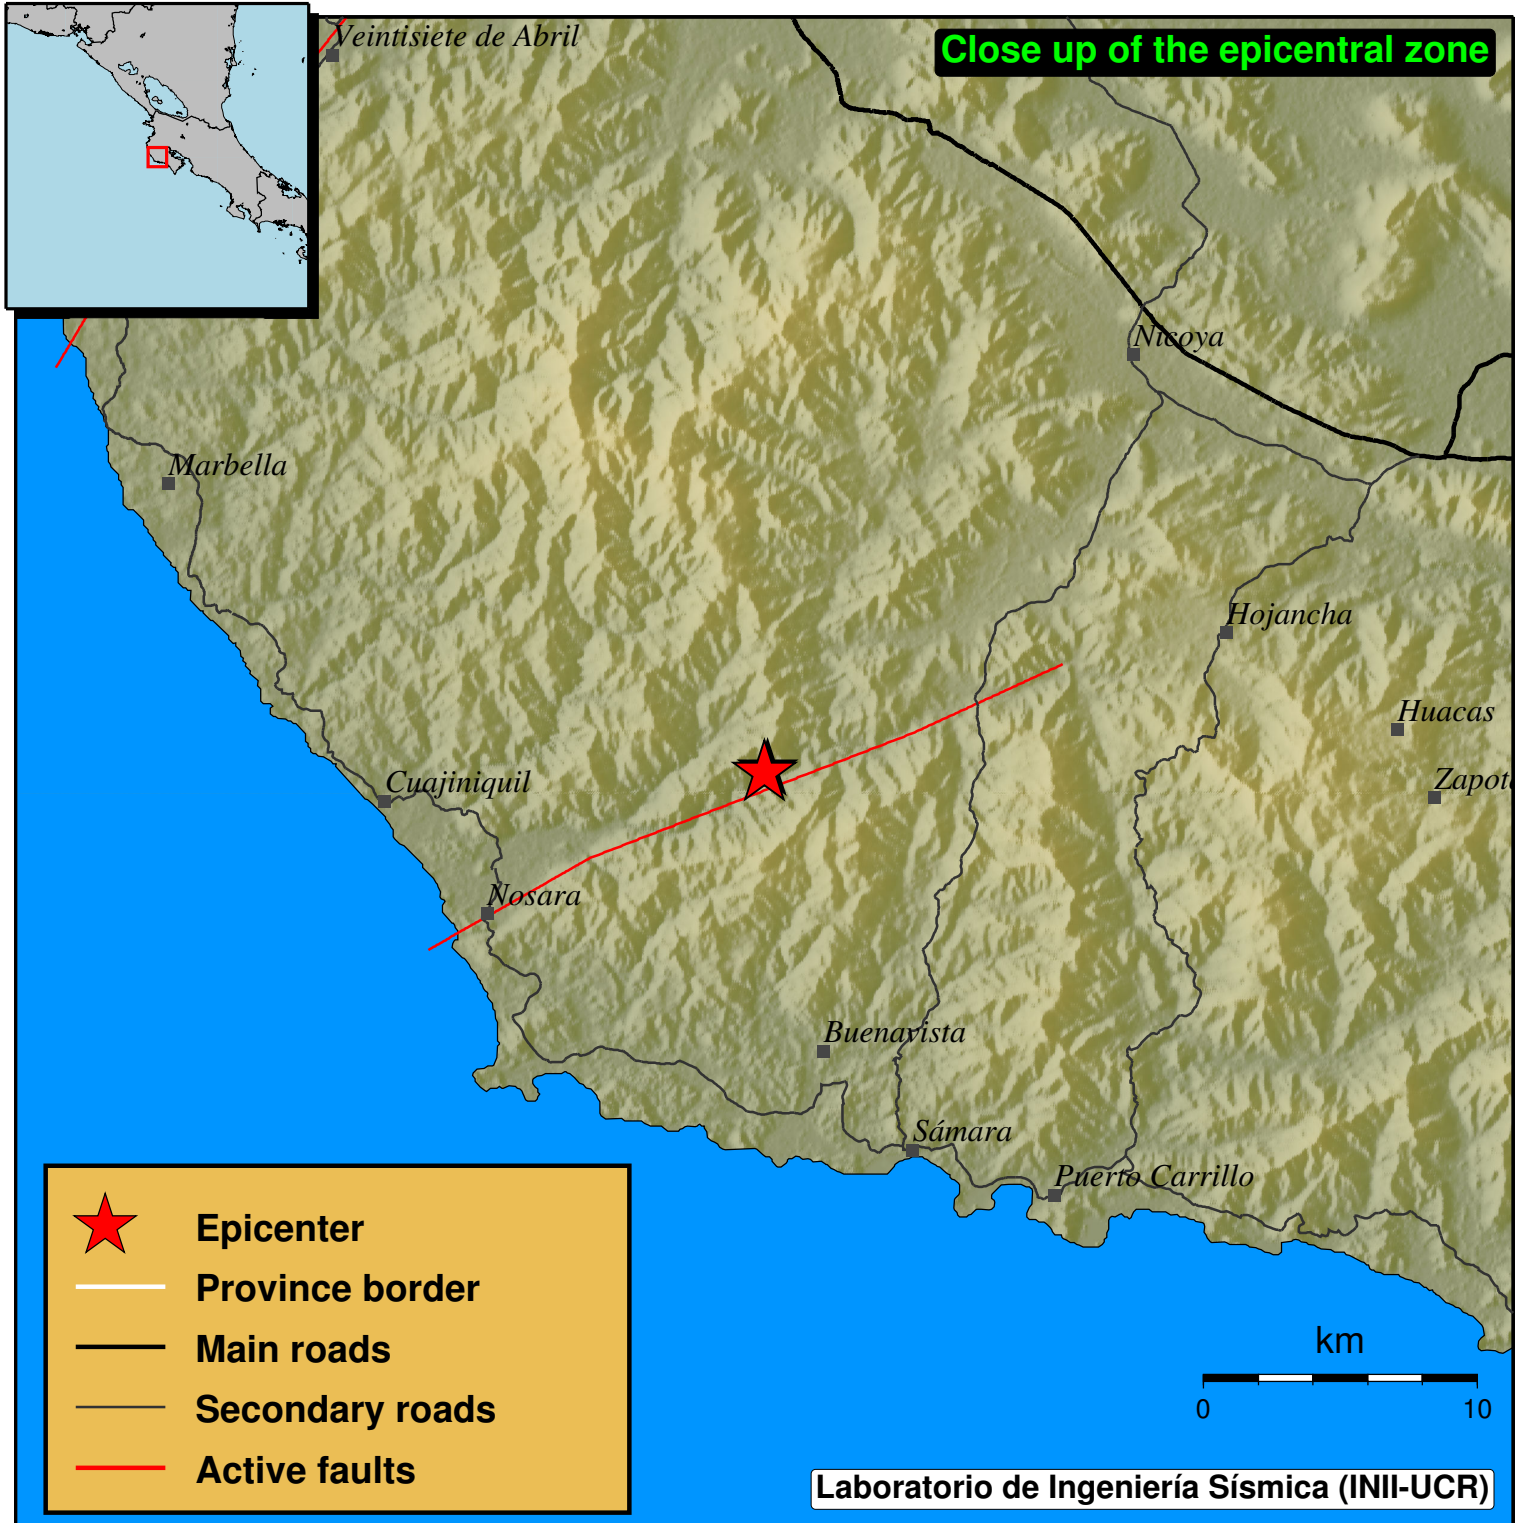 Veintisiete de Abril
Close up of the epicentral zone
Nicoya
Marbella
Hojancha
Huacas
Cuajiniquil
Zapot
Nosara
Buenavista
Sámara
Puerto Carrillo
Epicenter
Province border
Main roads
Secondary roads
Active faults
km
0 10
Laboratorio de Ingeniería Sísmica (INII-UCR)